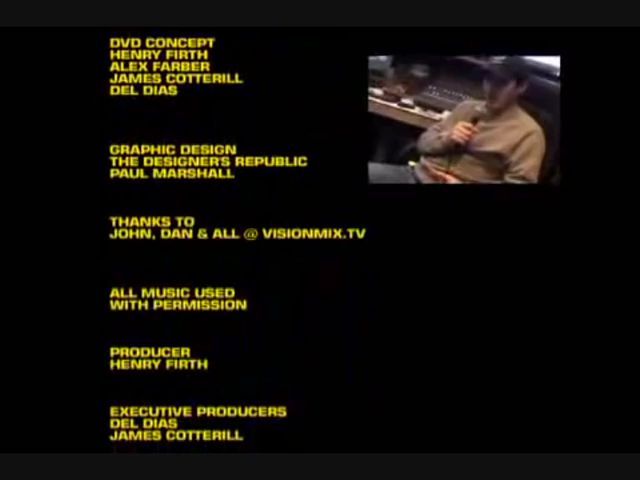 DVD CONCEPT
HENRY FIRTH
ALEX FARBER
JAMES COTTERILL
DEL DIAS
GRAPHIC DESIGN
THE DESIGNER'S REPUBLIC
PAUL MARSHALL
THANKS TO
JOHN, DAN & ALL @ VISIONMIX.TV
ALL MUSIC USED
WITH PERMISSION
PRODUCER
HENRY FIRTH
EXECUTIVE PRODUCERS
DEL DIAS
JAMES COTTERILL